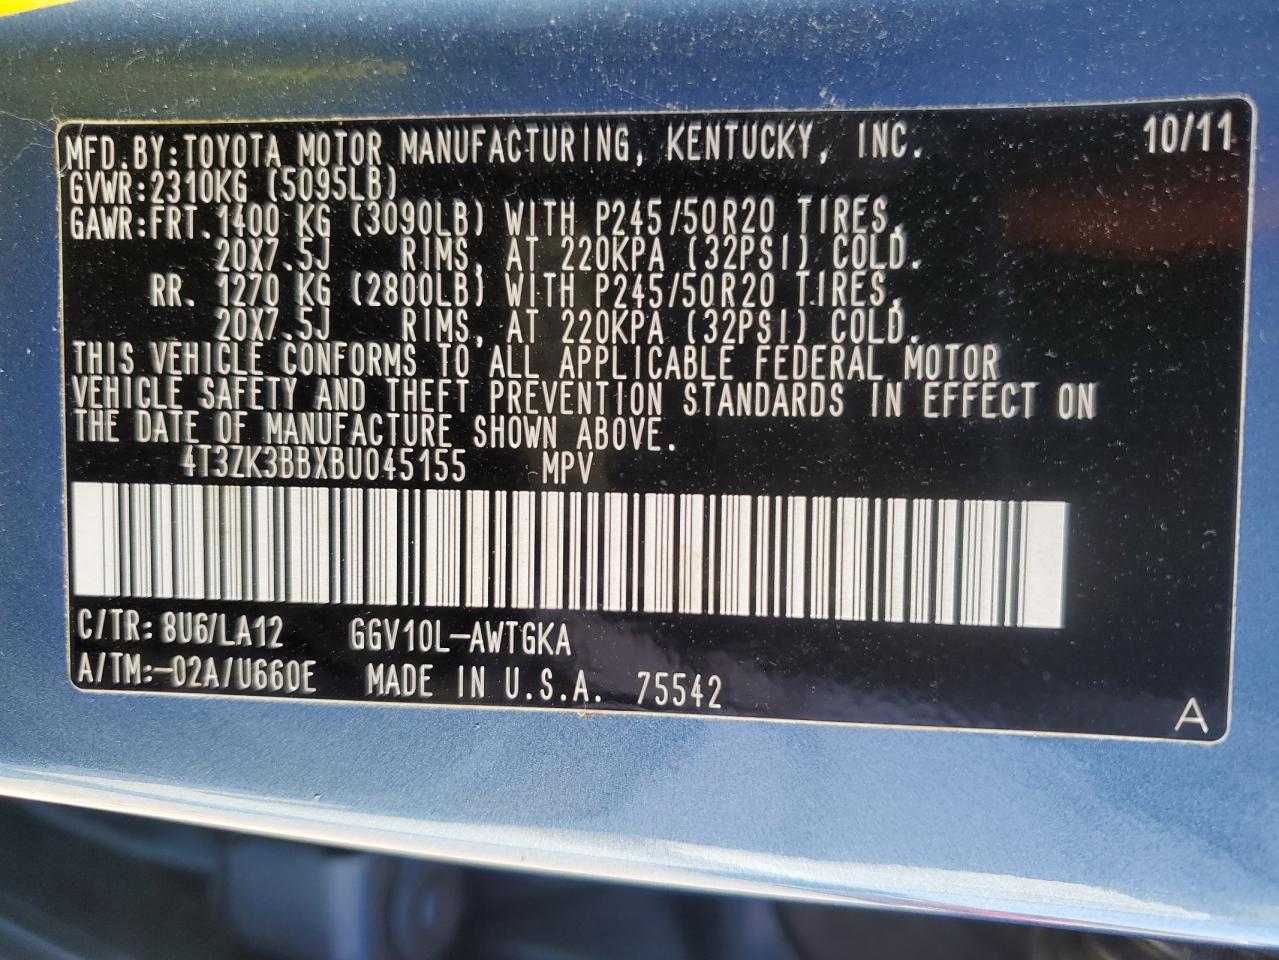 MFD.BY:TOYOTA MOTOR MANUFACTURING, KENTUCKY, INC. 10/11
GVWR:2310KG (5095LB)
GAWR:FRT.1400 KG (3090LB) WITH P245/50R20 TIRES,
20X7.5J RIMS, AT 220KPA (32PSI) COLD.
RR. 1270 KG (2800LB) WITH P245/50R20 TIRES,
20X7.5J RIMS, AT 220KPA (32PSI) COLD.
THIS VEHICLE CONFORMS TO ALL APPLICABLE FEDERAL MOTOR
VEHICLE SAFETY AND THEFT PREVENTION STANDARDS IN EFFECT ON
THE DATE OF MANUFACTURE SHOWN ABOVE.
4T3ZK3BBXBU045155 MPV
C/TR: 8U6/LA12 GGV10L-AWTGKA
A/TM:-02A/U660E MADE IN U.S.A. 75542
A